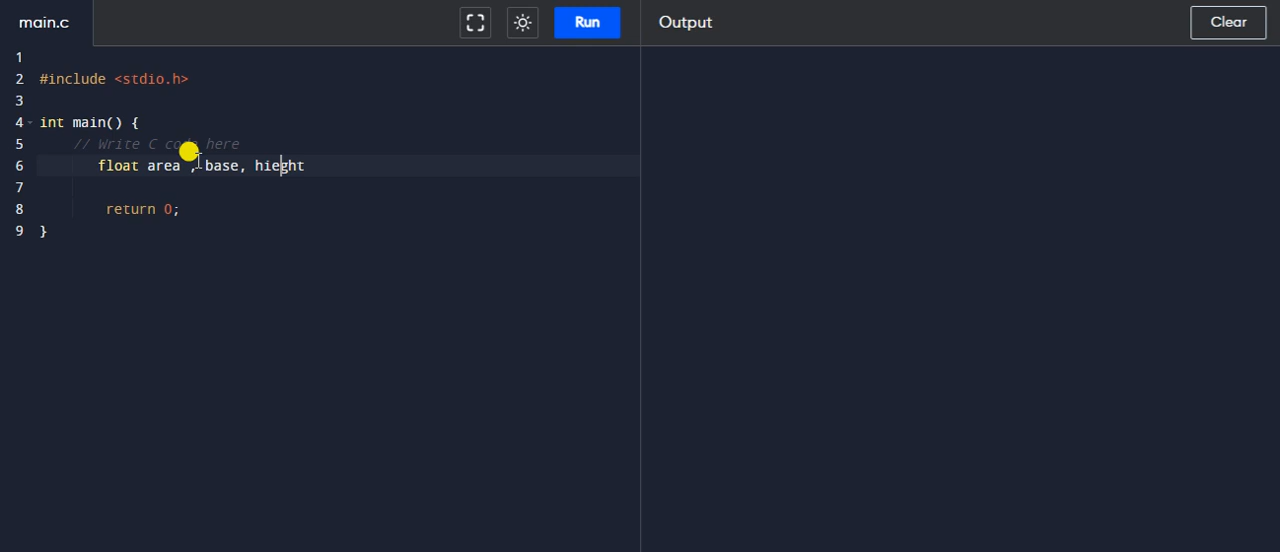 main.c
Run
Output
Clear
1
2 #include <stdio.h>
3
4 int main() {
5 // Write C code here
6 float area , base, hieght
7
8 return 0;
9 }